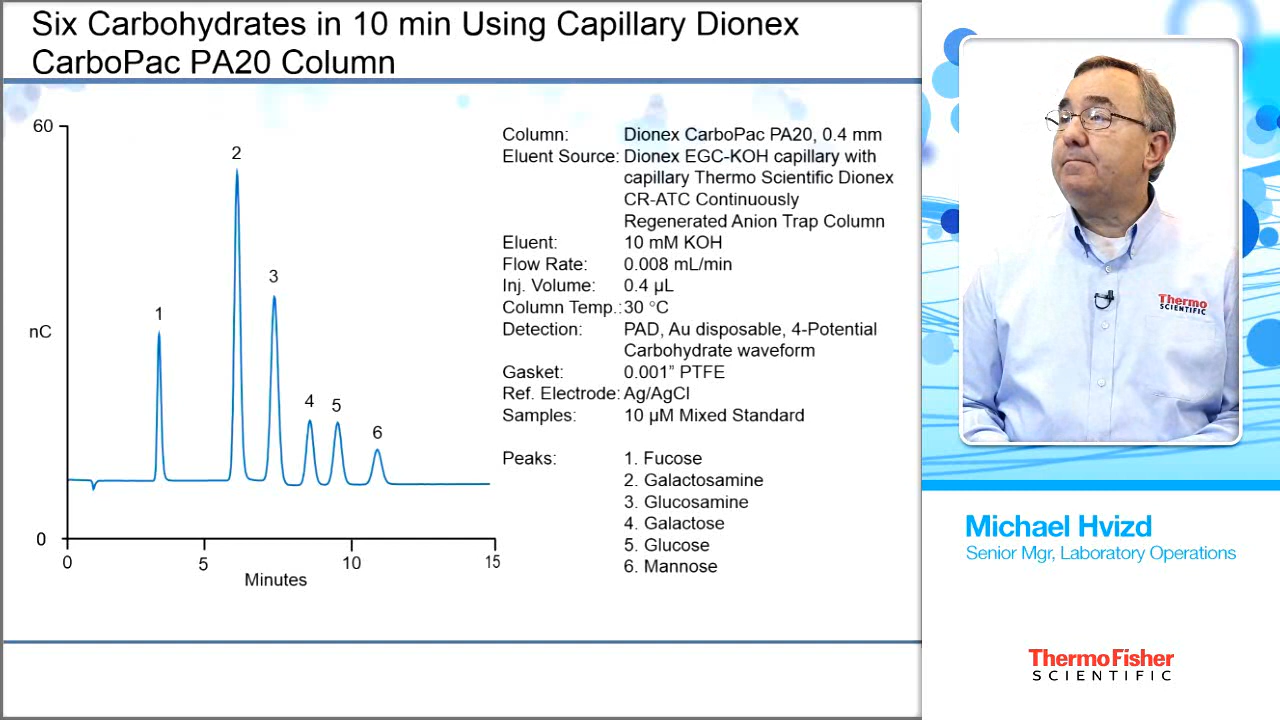 Six Carbohydrates in 10 min Using Capillary Dionex
CarboPac PA20 Column
60
nC
0
0
5
10
15
Minutes
1
2
3
4
5
6
Column: Dionex CarboPac PA20, 0.4 mm
Eluent Source: Dionex EGC-KOH capillary with
capillary Thermo Scientific Dionex
CR-ATC Continuously
Regenerated Anion Trap Column
Eluent: 10 mM KOH
Flow Rate: 0.008 mL/min
Inj. Volume: 0.4 µL
Column Temp.: 30 °C
Detection: PAD, Au disposable, 4-Potential
Carbohydrate waveform
Gasket: 0.001” PTFE
Ref. Electrode: Ag/AgCl
Samples: 10 µM Mixed Standard
Peaks: 1. Fucose
2. Galactosamine
3. Glucosamine
4. Galactose
5. Glucose
6. Mannose
Thermo
SCIENTIFIC
Michael Hvizd
Senior Mgr, Laboratory Operations
ThermoFisher
SCIENTIFIC